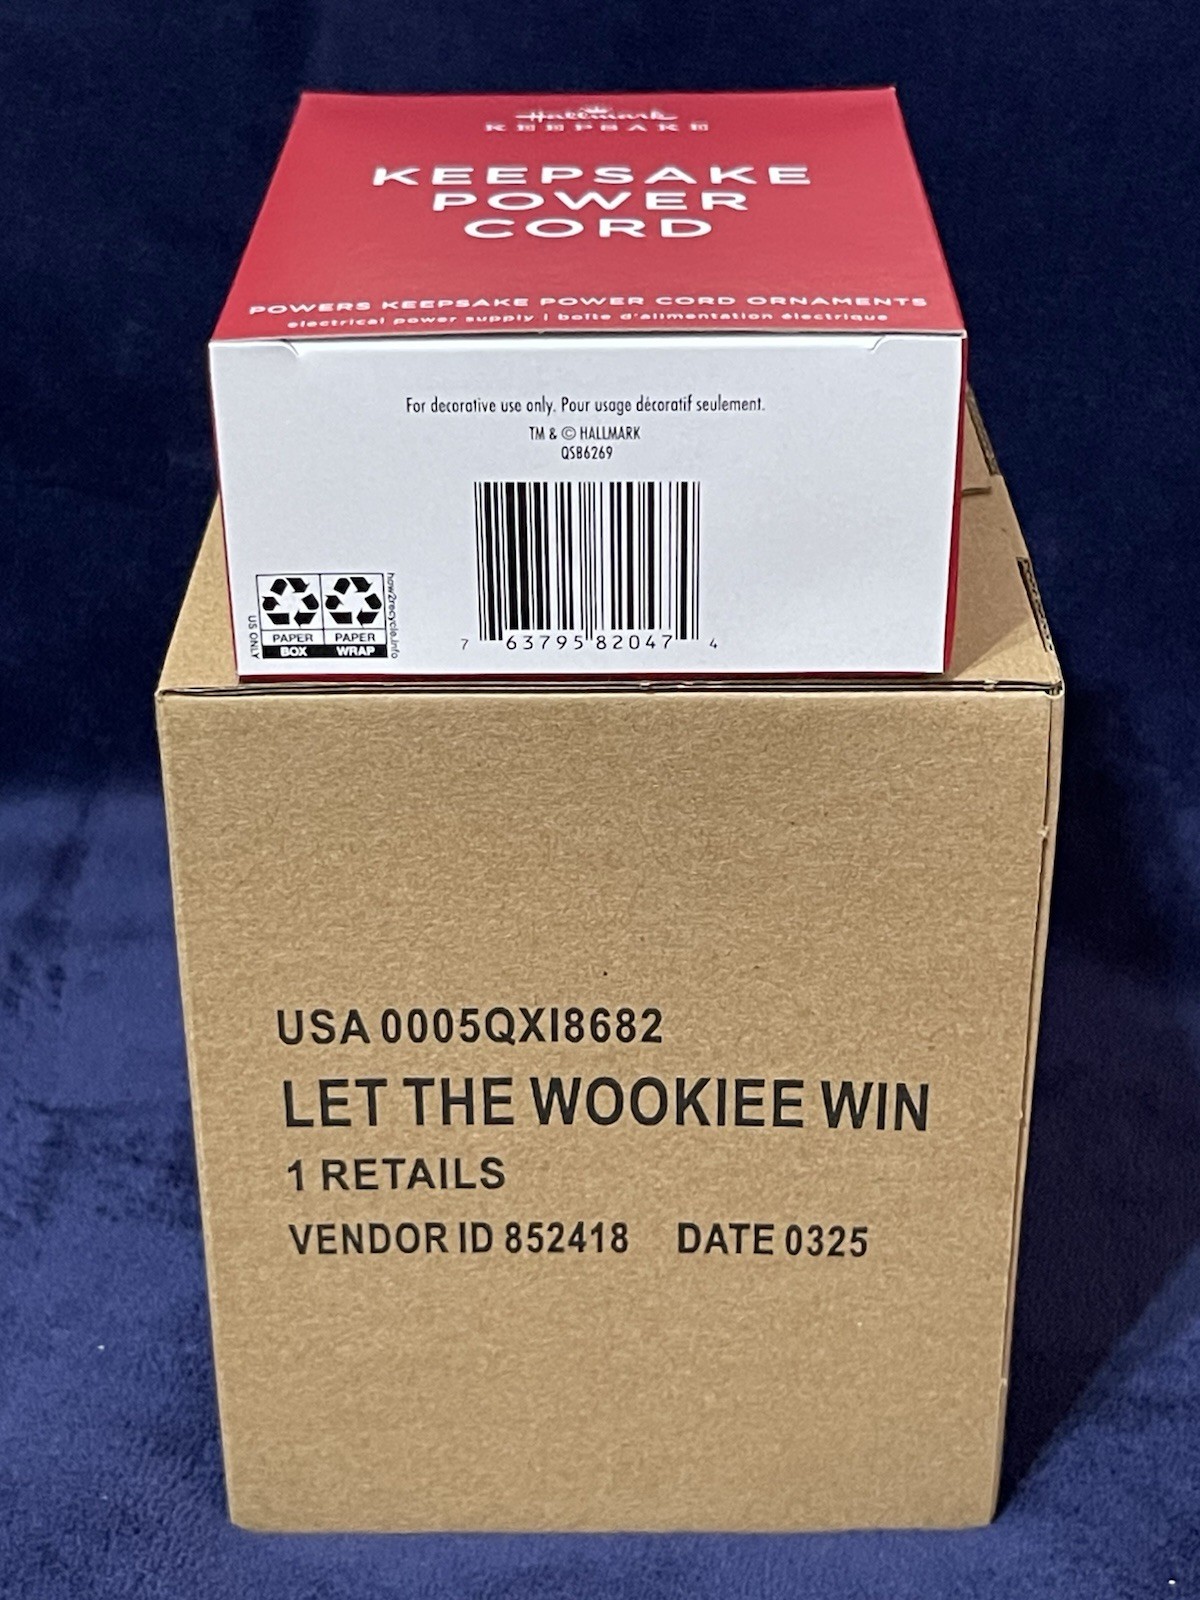 Hallmark
KEEPSAKE
KEEPSAKE
POWER
CORD
POWERS KEEPSAKE POWER CORD ORNAMENTS
electrical power supply | boîte d'alimentation électrique
For decorative use only. Pour usage décoratif seulement.
TM & © HALLMARK
QSB6269
7 63795 82047 4
US ONLY
PAPER
BOX
PAPER
WRAP
how2recycle.info
USA 0005QXI8682
LET THE WOOKIEE WIN
1 RETAILS
VENDOR ID 852418 DATE 0325